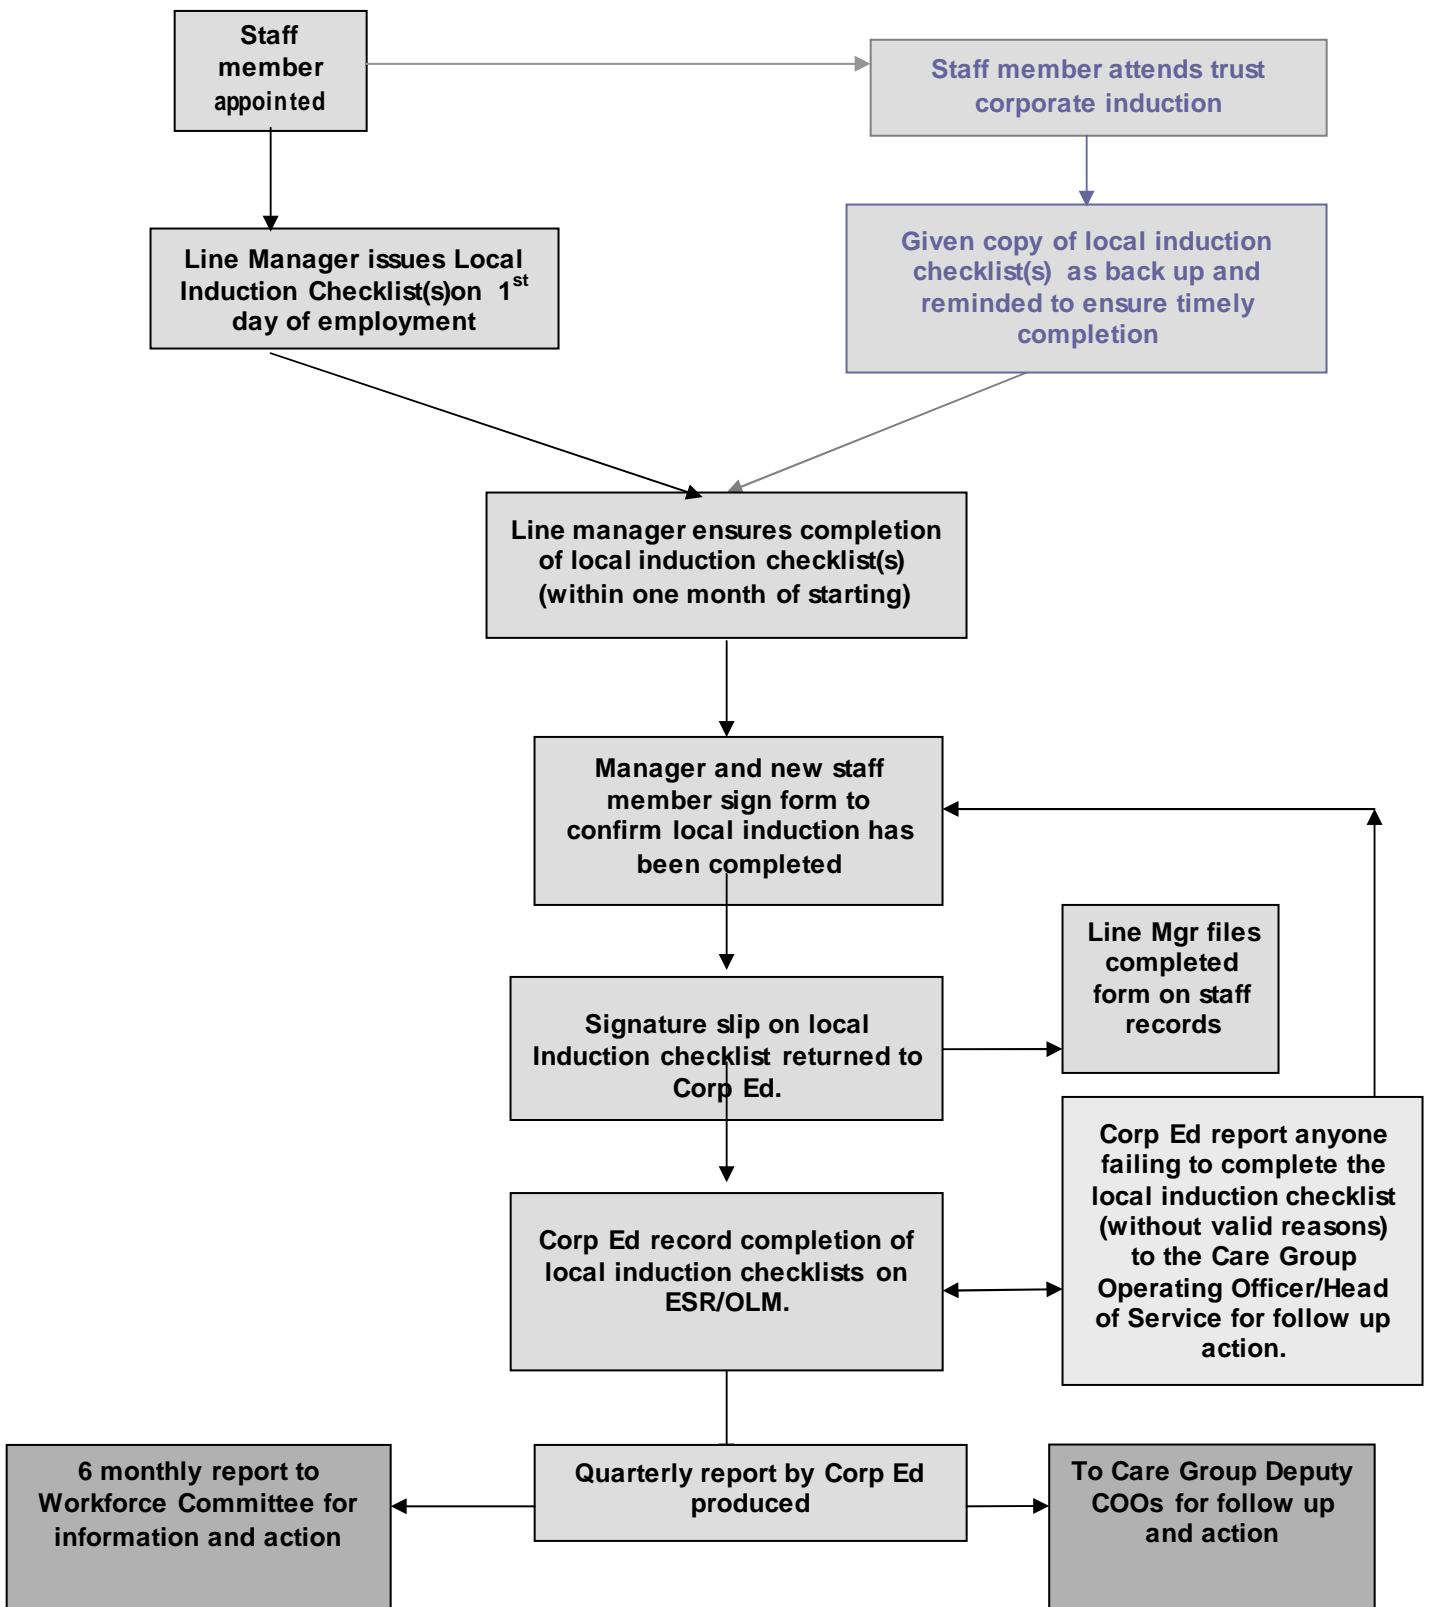 Staff
member
appointed
Staff member attends trust
corporate induction
Line Manager issues Local
Induction Checklist(s)on 1st
day of employment
Given copy of local induction
checklist(s) as back up and
reminded to ensure timely
completion
Line manager ensures completion
of local induction checklist(s)
(within one month of starting)
Manager and new staff
member sign form to
confirm local induction has
been completed
Line Mgr files
completed
form on staff
records
Signature slip on local
Induction checklist returned to
Corp Ed.
Corp Ed report anyone
failing to complete the
local induction checklist
(without valid reasons)
to the Care Group
Operating Officer/Head
of Service for follow up
action.
Corp Ed record completion of
local induction checklists on
ESR/OLM.
6 monthly report to
Workforce Committee for
information and action
Quarterly report by Corp Ed
produced
To Care Group Deputy
COOs for follow up
and action